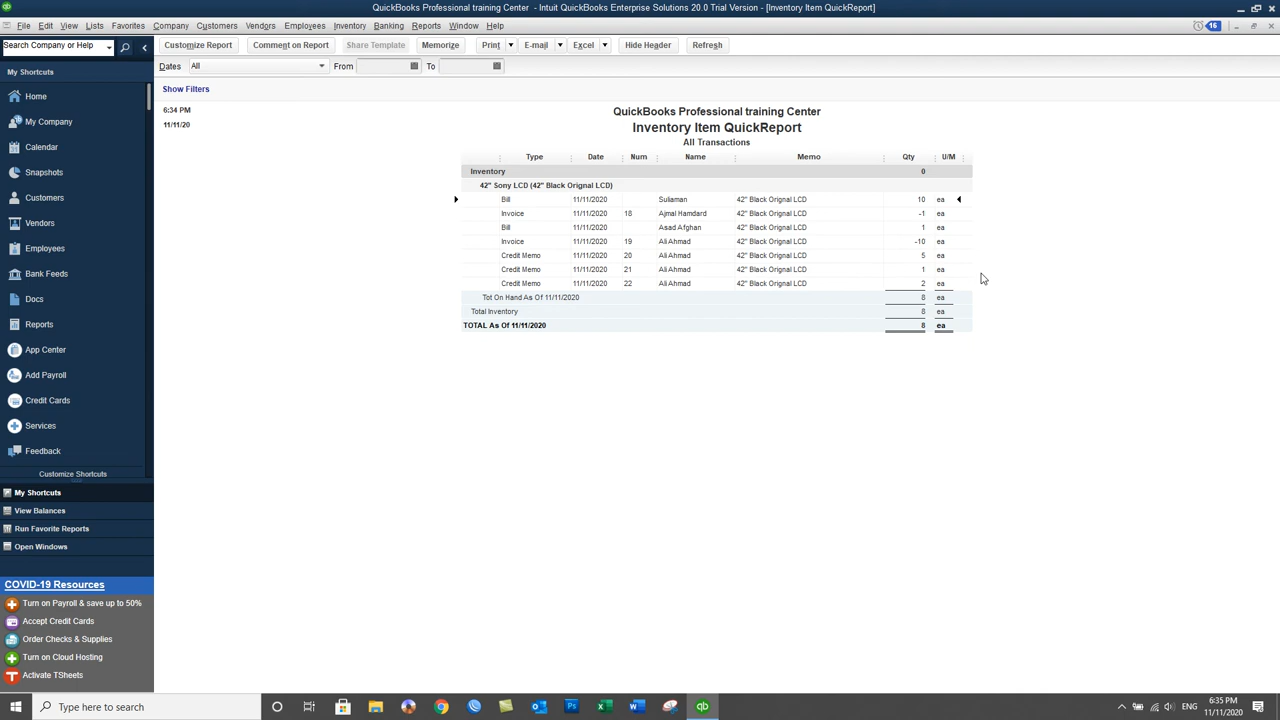 QuickBooks Professional training Center - Intuit QuickBooks Enterprise Solutions 20.0 Trial Version - [Inventory Item QuickReport]
File Edit View Lists Favorites Company Customers Vendors Employees Inventory Banking Reports Window Help 16
Search Company or Help
Customize Report Comment on Report Share Template Memorize Print E-mail Excel Hide Header Refresh
Dates All From To
My Shortcuts
Show Filters
Home
My Company
Calendar
Snapshots
Customers
Vendors
Employees
Bank Feeds
Docs
Reports
App Center
Add Payroll
Credit Cards
Services
Feedback
Customize Shortcuts
My Shortcuts
View Balances
Run Favorite Reports
Open Windows
COVID-19 Resources
Turn on Payroll & save up to 50%
Accept Credit Cards
Order Checks & Supplies
Turn on Cloud Hosting
Activate TSheets
6:34 PM
11/11/20
QuickBooks Professional training Center
Inventory Item QuickReport
All Transactions
Type Date Num Name Memo Qty U/M
Inventory 0
42" Sony LCD (42" Black Orignal LCD)
Bill 11/11/2020 Suliaman 42" Black Orignal LCD 10 ea
Invoice 11/11/2020 18 Ajmal Hamdard 42" Black Orignal LCD -1 ea
Bill 11/11/2020 Asad Afghan 42" Black Orignal LCD 1 ea
Invoice 11/11/2020 19 Ali Ahmad 42" Black Orignal LCD -10 ea
Credit Memo 11/11/2020 20 Ali Ahmad 42" Black Orignal LCD 5 ea
Credit Memo 11/11/2020 21 Ali Ahmad 42" Black Orignal LCD 1 ea
Credit Memo 11/11/2020 22 Ali Ahmad 42" Black Orignal LCD 2 ea
Tot On Hand As Of 11/11/2020 8 ea
Total Inventory 8 ea
TOTAL As Of 11/11/2020 8 ea
Type here to search
ENG
6:35 PM
11/11/2020